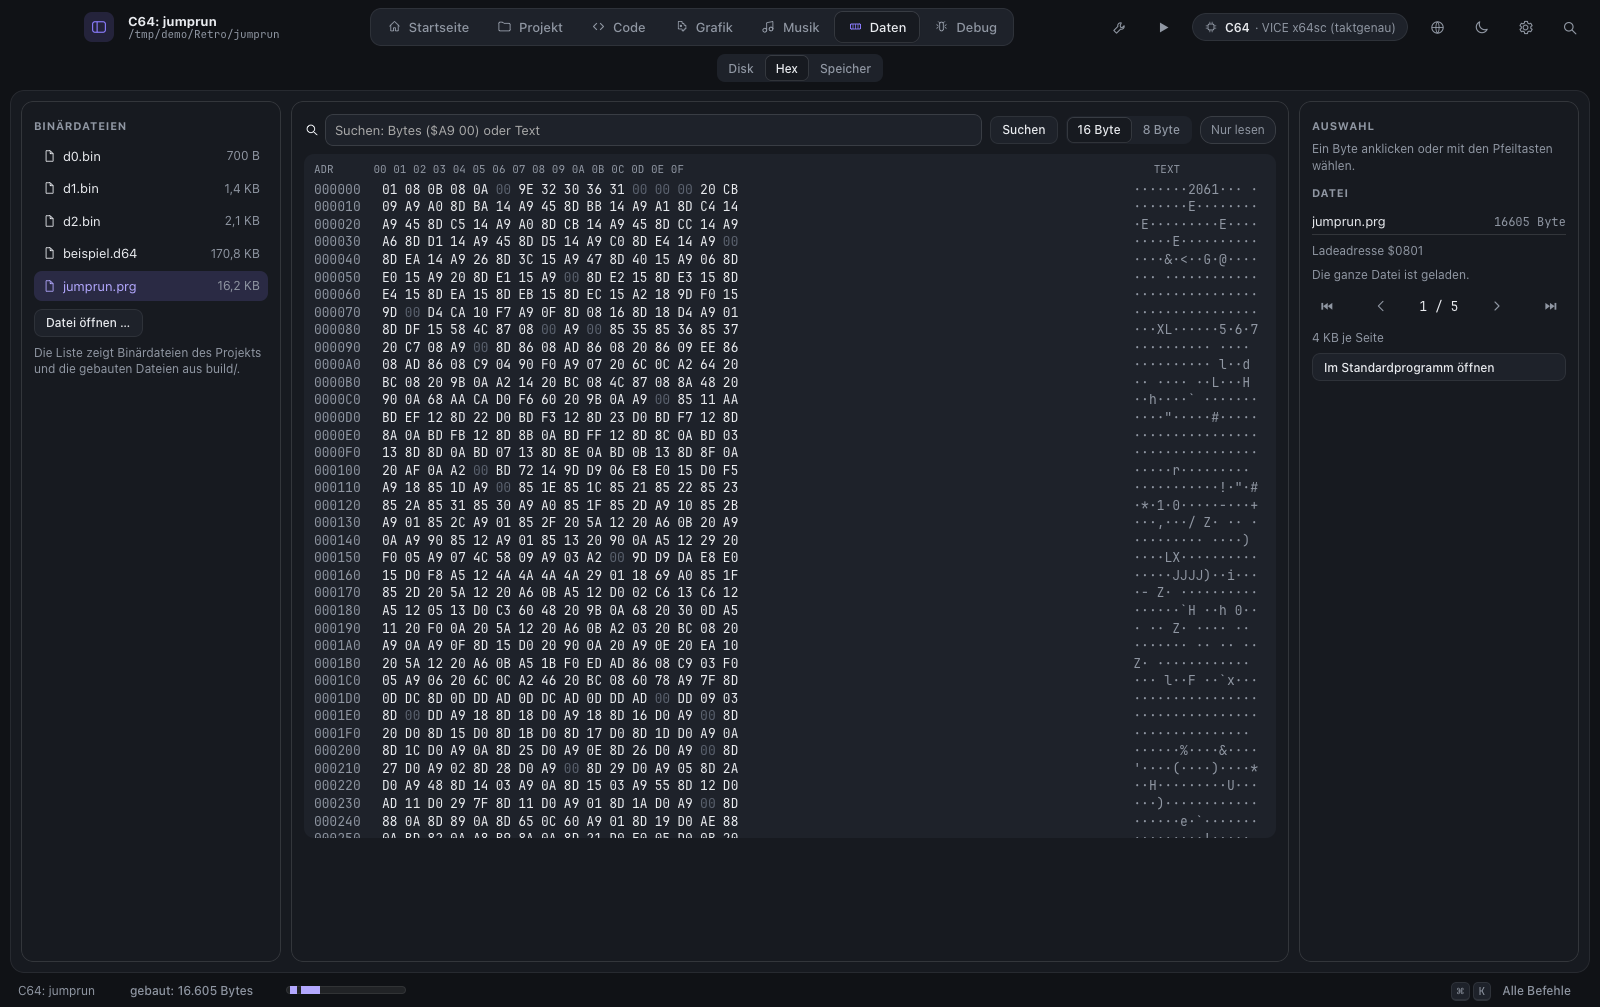 C64: jumprun
/tmp/demo/Retro/jumprun
Startseite
Projekt
Code
Grafik
Musik
Daten
Debug
C64 · VICE x64sc (taktgenau)
Disk
Hex
Speicher
BINÄRDATEIEN
d0.bin 700 B
d1.bin 1,4 KB
d2.bin 2,1 KB
beispiel.d64 170,8 KB
jumprun.prg 16,2 KB
Datei öffnen ...
Die Liste zeigt Binärdateien des Projekts
und die gebauten Dateien aus build/.
Suchen: Bytes ($A9 00) oder Text
Suchen
16 Byte
8 Byte
Nur lesen
ADR 00 01 02 03 04 05 06 07 08 09 0A 0B 0C 0D 0E 0F TEXT
000000 01 08 0B 08 0A 00 9E 32 30 36 31 00 00 00 20 CB ·······2061··· ·
000010 09 A9 A0 8D BA 14 A9 45 8D BB 14 A9 A1 8D C4 14 ·······E········
000020 A9 45 8D C5 14 A9 A0 8D CB 14 A9 45 8D CC 14 A9 ·E·········E····
000030 A6 8D D1 14 A9 45 8D D5 14 A9 C0 8D E4 14 A9 00 ·····E··········
000040 8D EA 14 A9 26 8D 3C 15 A9 47 8D 40 15 A9 06 8D ····&·<··G·@····
000050 E0 15 A9 20 8D E1 15 A9 00 8D E2 15 8D E3 15 8D ··· ············
000060 E4 15 8D EA 15 8D EB 15 8D EC 15 A2 18 9D F0 15 ················
000070 9D 00 D4 CA 10 F7 A9 0F 8D 08 16 8D 18 D4 A9 01 ················
000080 8D DF 15 58 4C 87 08 00 A9 00 85 35 85 36 85 37 ···XL······5·6·7
000090 20 C7 08 A9 00 8D 86 08 AD 86 08 20 86 09 EE 86 ·········· ····
0000A0 08 AD 86 08 C9 04 90 F0 A9 07 20 6C 0C A2 64 20 ·········· l··d
0000B0 BC 08 20 9B 0A A2 14 20 BC 08 4C 87 08 8A 48 20 ·· ···· ··L···H
0000C0 90 0A 68 AA CA D0 F6 60 20 9B 0A A9 00 85 11 AA ··h····` ·······
0000D0 BD EF 12 8D 22 D0 BD F3 12 8D 23 D0 BD F7 12 8D ····"·····#·····
0000E0 8A 0A BD FB 12 8D 8B 0A BD FF 12 8D 8C 0A BD 03 ················
0000F0 13 8D 8D 0A BD 07 13 8D 8E 0A BD 0B 13 8D 8F 0A ················
000100 20 AF 0A A2 00 BD 72 14 9D D9 06 E8 E0 15 D0 F5 ·····r·········
000110 A9 18 85 1D A9 00 85 1E 85 1C 85 21 85 22 85 23 ···········!·"·#
000120 85 2A 85 31 85 30 A9 A0 85 1F 85 2D A9 10 85 2B ·*·1·0·····-···+
000130 A9 01 85 2C A9 01 85 2F 20 5A 12 20 A6 0B 20 A9 ···,···/ Z· ·· ·
000140 0A A9 90 85 12 A9 01 85 13 20 90 0A A5 12 29 20 ········· ····)
000150 F0 05 A9 07 4C 58 09 A9 03 A2 00 9D D9 DA E8 E0 ····LX··········
000160 15 D0 F8 A5 12 4A 4A 4A 4A 29 01 18 69 A0 85 1F ·····JJJJ)··i···
000170 85 2D 20 5A 12 20 A6 0B A5 12 D0 02 C6 13 C6 12 ·- Z· ··········
000180 A5 12 05 13 D0 C3 60 48 20 9B 0A 68 20 30 0D A5 ······`H ··h 0··
000190 11 20 F0 0A 20 5A 12 20 A6 0B A2 03 20 BC 08 20 · ·· Z· ···· ··
0001A0 A9 0A A9 0F 8D 15 D0 20 90 0A 20 A9 0E 20 EA 10 ······· ·· ·· ··
0001B0 20 5A 12 20 A6 0B A5 1B F0 ED AD 86 08 C9 03 F0 Z· ············
0001C0 05 A9 06 20 6C 0C A2 46 20 BC 08 60 78 A9 7F 8D ··· l··F ··`x···
0001D0 0D DC 8D 0D DD AD 0D DC AD 0D DD AD 00 DD 09 03 ················
0001E0 8D 00 DD A9 18 8D 18 D0 A9 18 8D 16 D0 A9 00 8D ················
0001F0 20 D0 8D 15 D0 8D 1B D0 8D 17 D0 8D 1D D0 A9 0A ···············
000200 8D 1C D0 A9 0A 8D 25 D0 A9 0E 8D 26 D0 A9 00 8D ······%····&····
000210 27 D0 A9 02 8D 28 D0 A9 00 8D 29 D0 A9 05 8D 2A '····(····)····*
000220 D0 A9 48 8D 14 03 A9 0A 8D 15 03 A9 55 8D 12 D0 ··H·········U···
000230 AD 11 D0 29 7F 8D 11 D0 A9 01 8D 1A D0 A9 00 8D ···)············
000240 88 0A 8D 89 0A 8D 65 0C 60 A9 01 8D 19 D0 AE 88 ······e·`·······
AUSWAHL
Ein Byte anklicken oder mit den Pfeiltasten
wählen.
DATEI
jumprun.prg 16605 Byte
Ladeadresse $0801
Die ganze Datei ist geladen.
1 / 5
4 KB je Seite
Im Standardprogramm öffnen
C64: jumprun
gebaut: 16.605 Bytes
⌘ K Alle Befehle